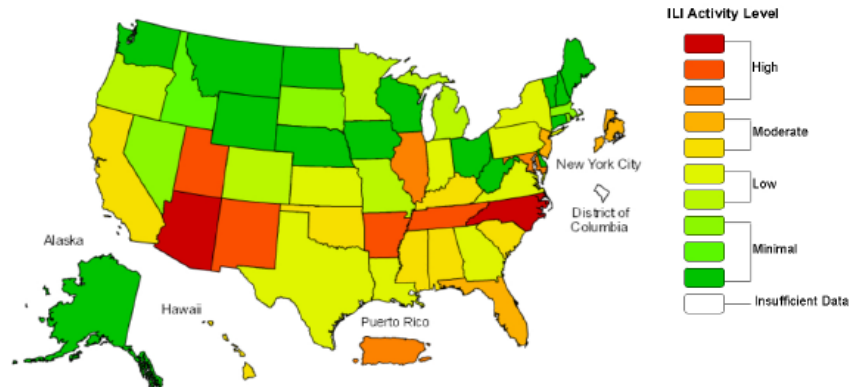 ILI Activity Level
High
Moderate
New York City
Low
District of
Columbia
Alaska
Minimal
Hawaii
Insufficient Data
Puerto Rico